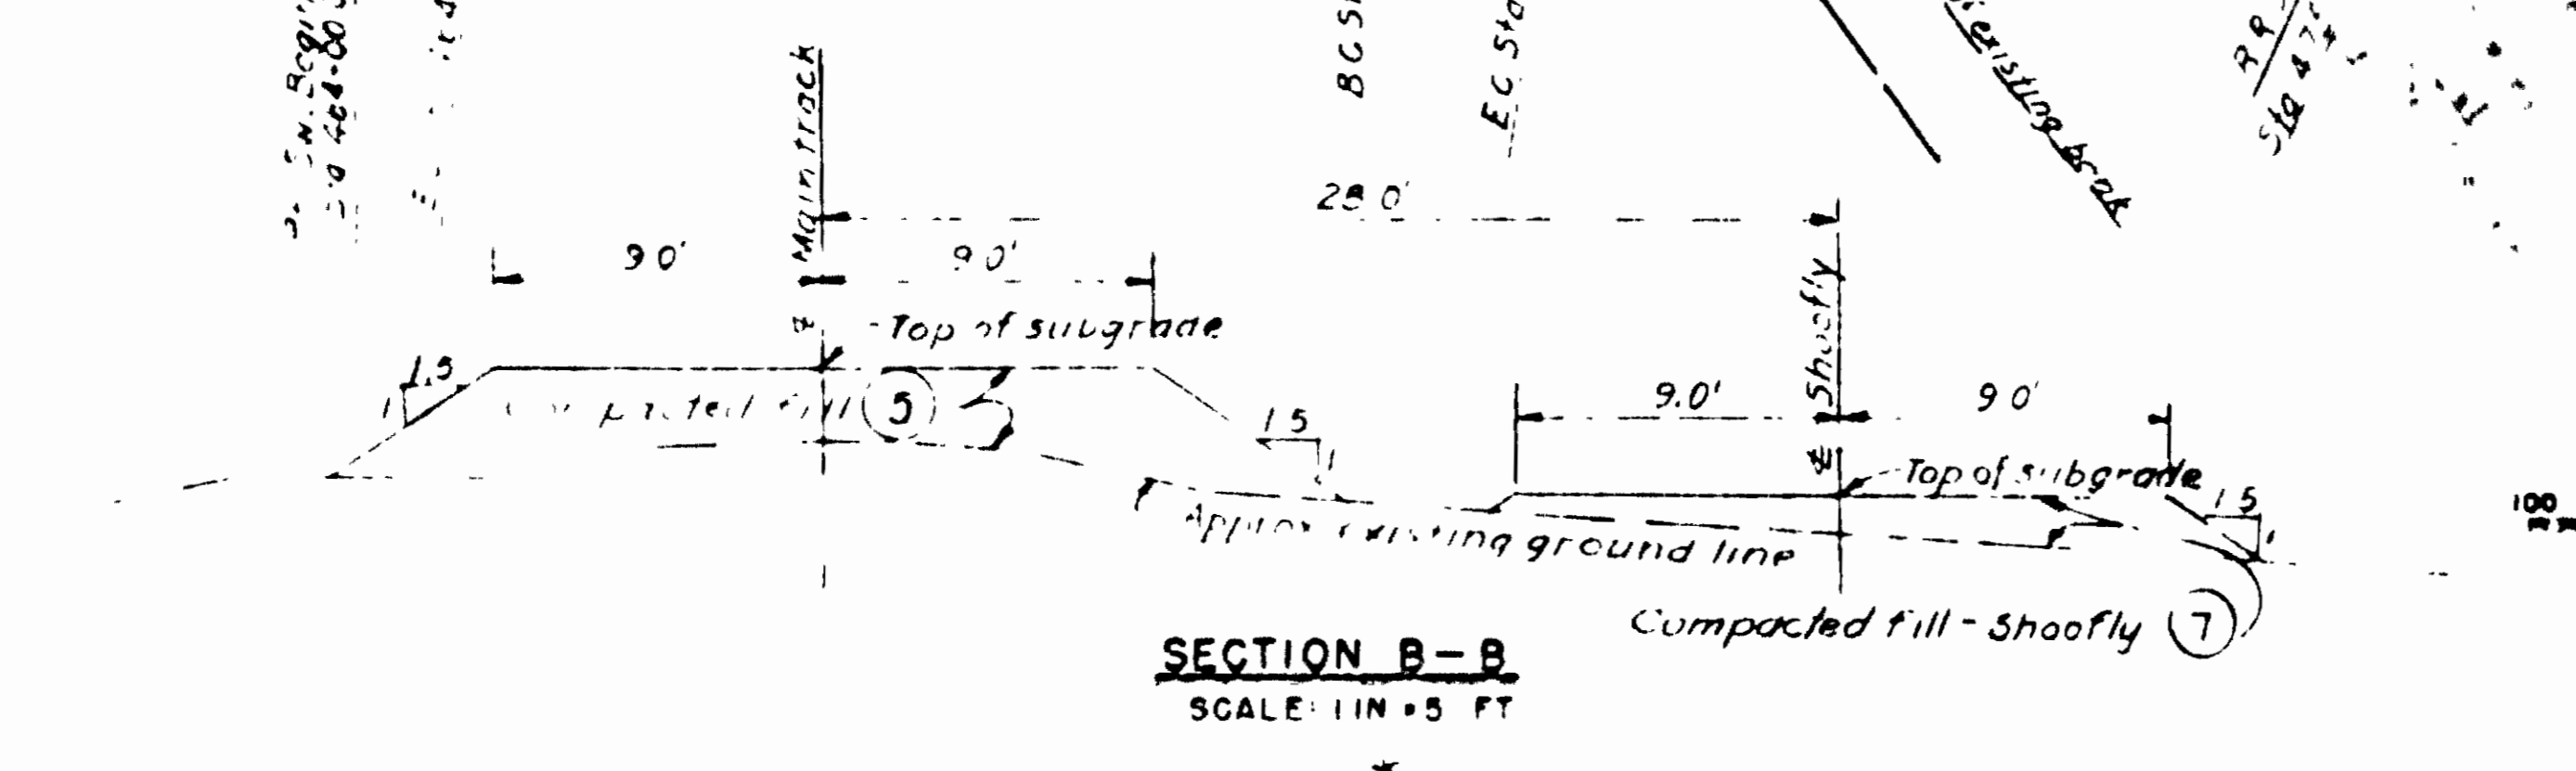 BC
EC Sta
existing
Sta 47
Main track
28.0'
9.0'
9.0'
Shoofly
Top of subgrade
1.5
1
Compacted fill 5
9.0'
9.0'
1.5
1
Top of subgrade
1.5
1
100
Approx existing ground line
Compacted fill - Shoofly 7
SECTION B-B
SCALE: 1 IN = 5 FT